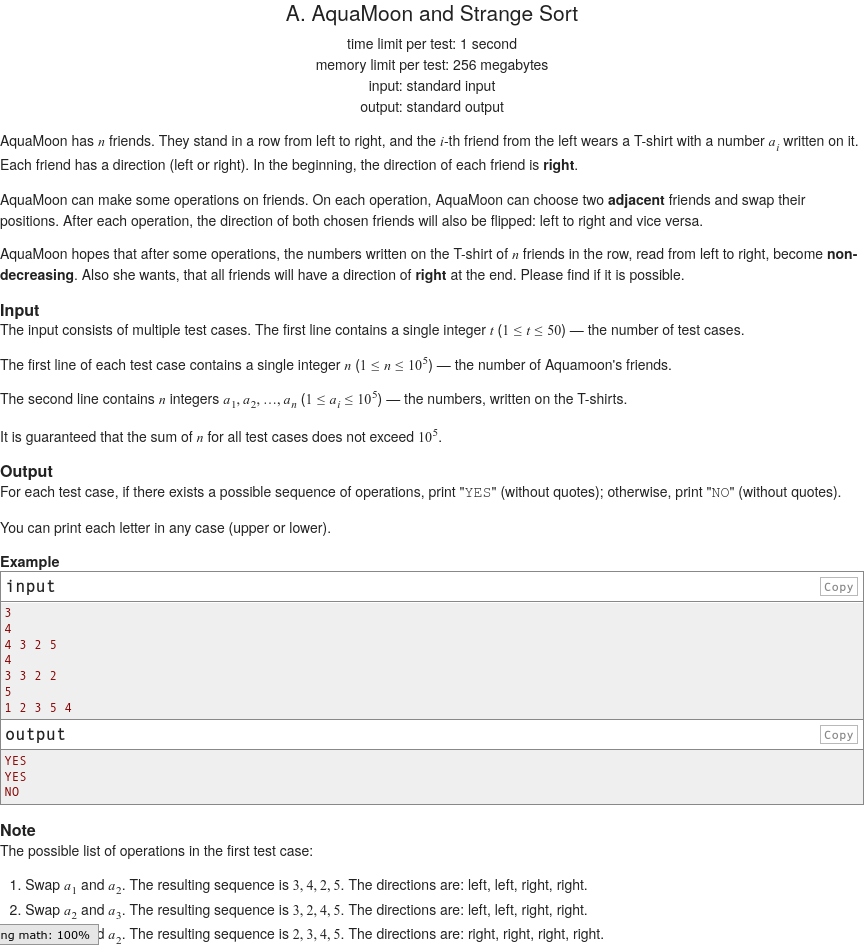 A. AquaMoon and Strange Sort
time limit per test: 1 second
memory limit per test: 256 megabytes
input: standard input
output: standard output
AquaMoon has n friends. They stand in a row from left to right, and the i-th friend from the left wears a T-shirt with a number a_i written on it.
Each friend has a direction (left or right). In the beginning, the direction of each friend is right.
AquaMoon can make some operations on friends. On each operation, AquaMoon can choose two adjacent friends and swap their
positions. After each operation, the direction of both chosen friends will also be flipped: left to right and vice versa.
AquaMoon hopes that after some operations, the numbers written on the T-shirt of n friends in the row, read from left to right, become non-
decreasing. Also she wants, that all friends will have a direction of right at the end. Please find if it is possible.
Input
The input consists of multiple test cases. The first line contains a single integer t (1 ≤ t ≤ 50) — the number of test cases.
The first line of each test case contains a single integer n (1 ≤ n ≤ 10^5) — the number of Aquamoon's friends.
The second line contains n integers a_1, a_2, …, a_n (1 ≤ a_i ≤ 10^5) — the numbers, written on the T-shirts.
It is guaranteed that the sum of n for all test cases does not exceed 10^5.
Output
For each test case, if there exists a possible sequence of operations, print "YES" (without quotes); otherwise, print "NO" (without quotes).
You can print each letter in any case (upper or lower).
Example
input Copy
3
4
4 3 2 5
4
3 3 2 2
5
1 2 3 5 4
output Copy
YES
YES
NO
Note
The possible list of operations in the first test case:
1. Swap a_1 and a_2. The resulting sequence is 3, 4, 2, 5. The directions are: left, left, right, right.
2. Swap a_2 and a_3. The resulting sequence is 3, 2, 4, 5. The directions are: left, left, right, right.
ng math: 100% d a_2. The resulting sequence is 2, 3, 4, 5. The directions are: right, right, right, right.